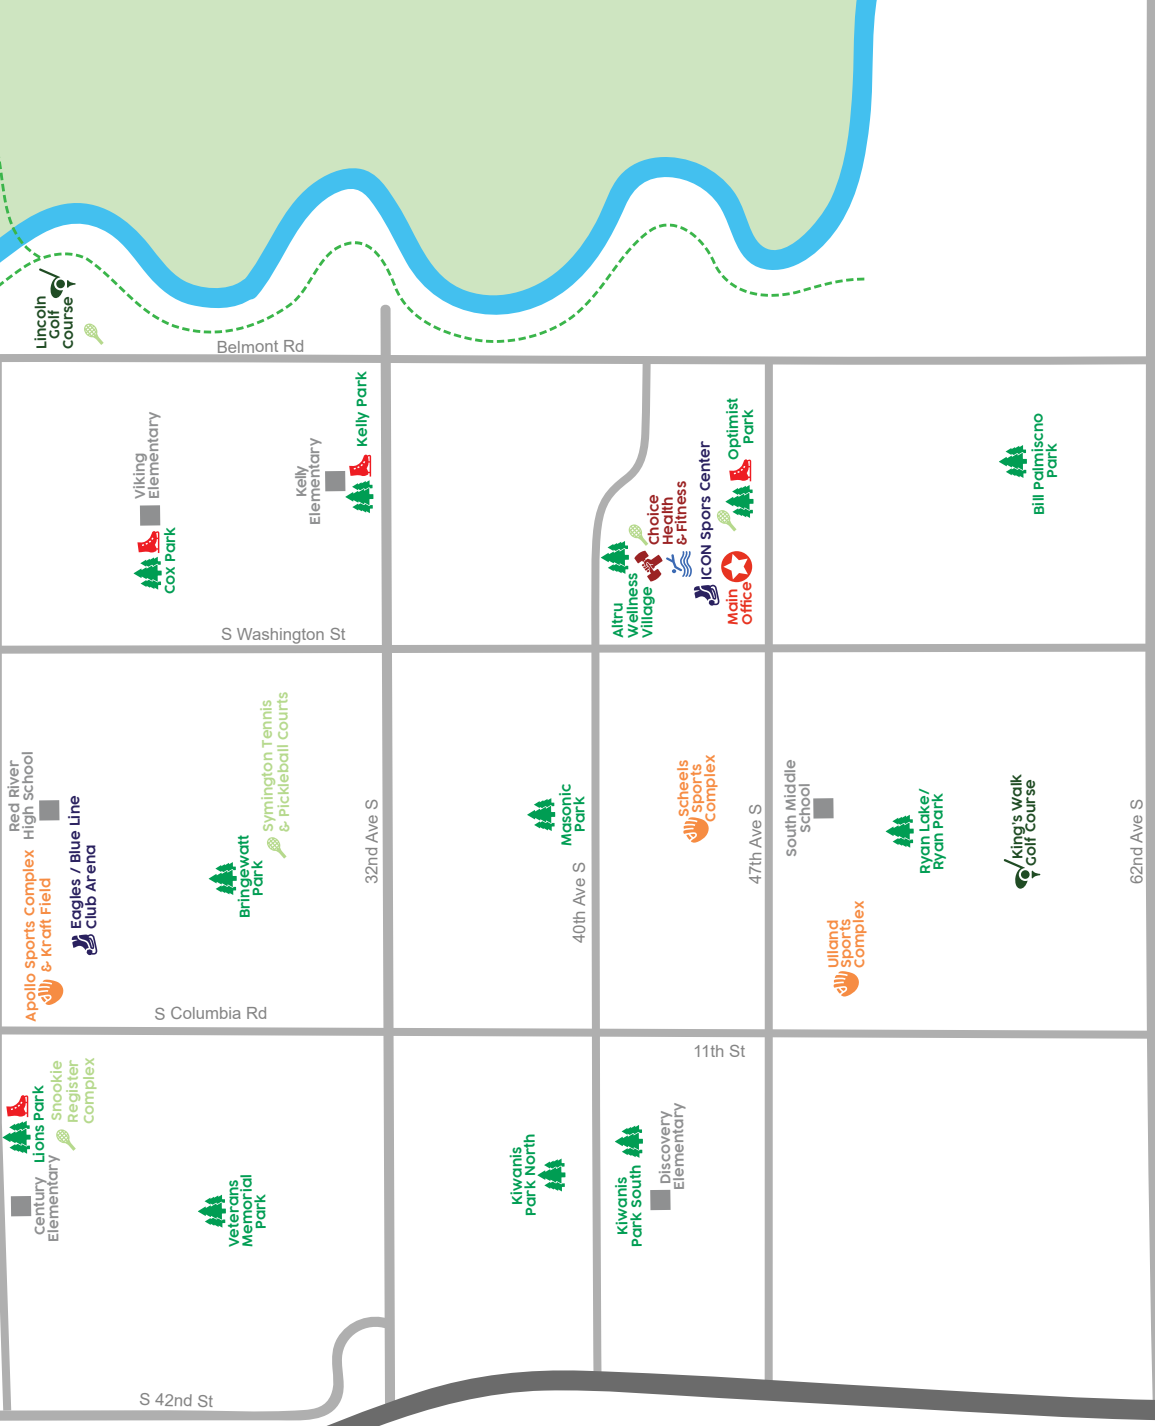 Lincoln
Golf
Course
Belmont Rd
Viking
Elementary
Cox Park
Kelly
Elementary
Kelly Park
Altru
Wellness
Village
Choice
Health
& Fitness
ICON Spors Center
Main
Office
Optimist
Park
Bill Palmiscno
Park
S Washington St
Red River
High School
Apollo Sports Complex
& Kraft Field
Eagles / Blue Line
Club Arena
Bringewatt
Park
Symington Tennis
& Pickleball Courts
32nd Ave S
Masonic
Park
40th Ave S
Scheels
Sports
Complex
47th Ave S
South Middle
School
Ulland
Sports
Complex
Ryan Lake/
Ryan Park
King's Walk
Golf Course
62nd Ave S
S Columbia Rd
11th St
Lions Park
Snookie
Register
Complex
Century
Elementary
Veterans
Memorial
Park
Kiwanis
Park North
Kiwanis
Park South
Discovery
Elementary
S 42nd St